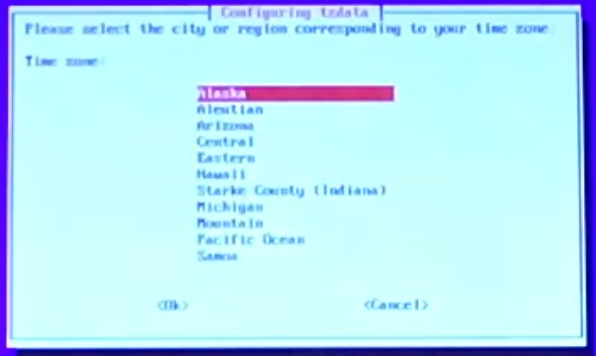 Configuring tzdata
Please select the city or region corresponding to your time zone.
Time zone:
Alaska
Aleutian
Arizona
Central
Eastern
Hawaii
Starke County (Indiana)
Michigan
Mountain
Pacific Ocean
Samoa
<Ok>
<Cancel>